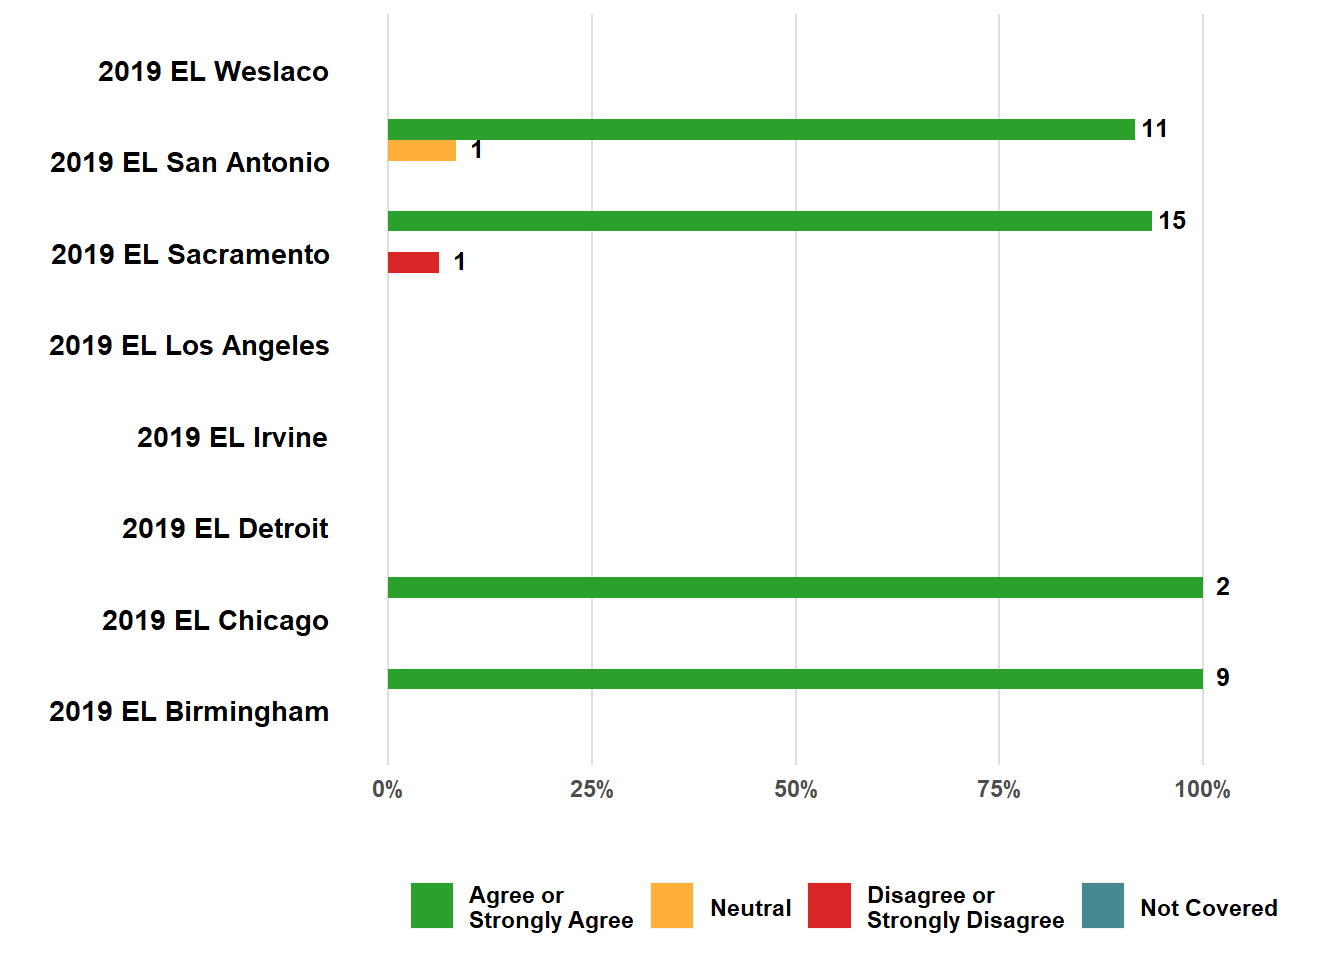 2019 EL Weslaco
11
2019 EL San Antonio
1
15
2019 EL Sacramento
1
2019 EL Los Angeles
2019 EL Irvine
2019 EL Detroit
2
2019 EL Chicago
9
2019 EL Birmingham
0%
25%
50%
75%
100%
Agree or
Strongly Agree
Neutral
Disagree or
Strongly Disagree
Not Covered